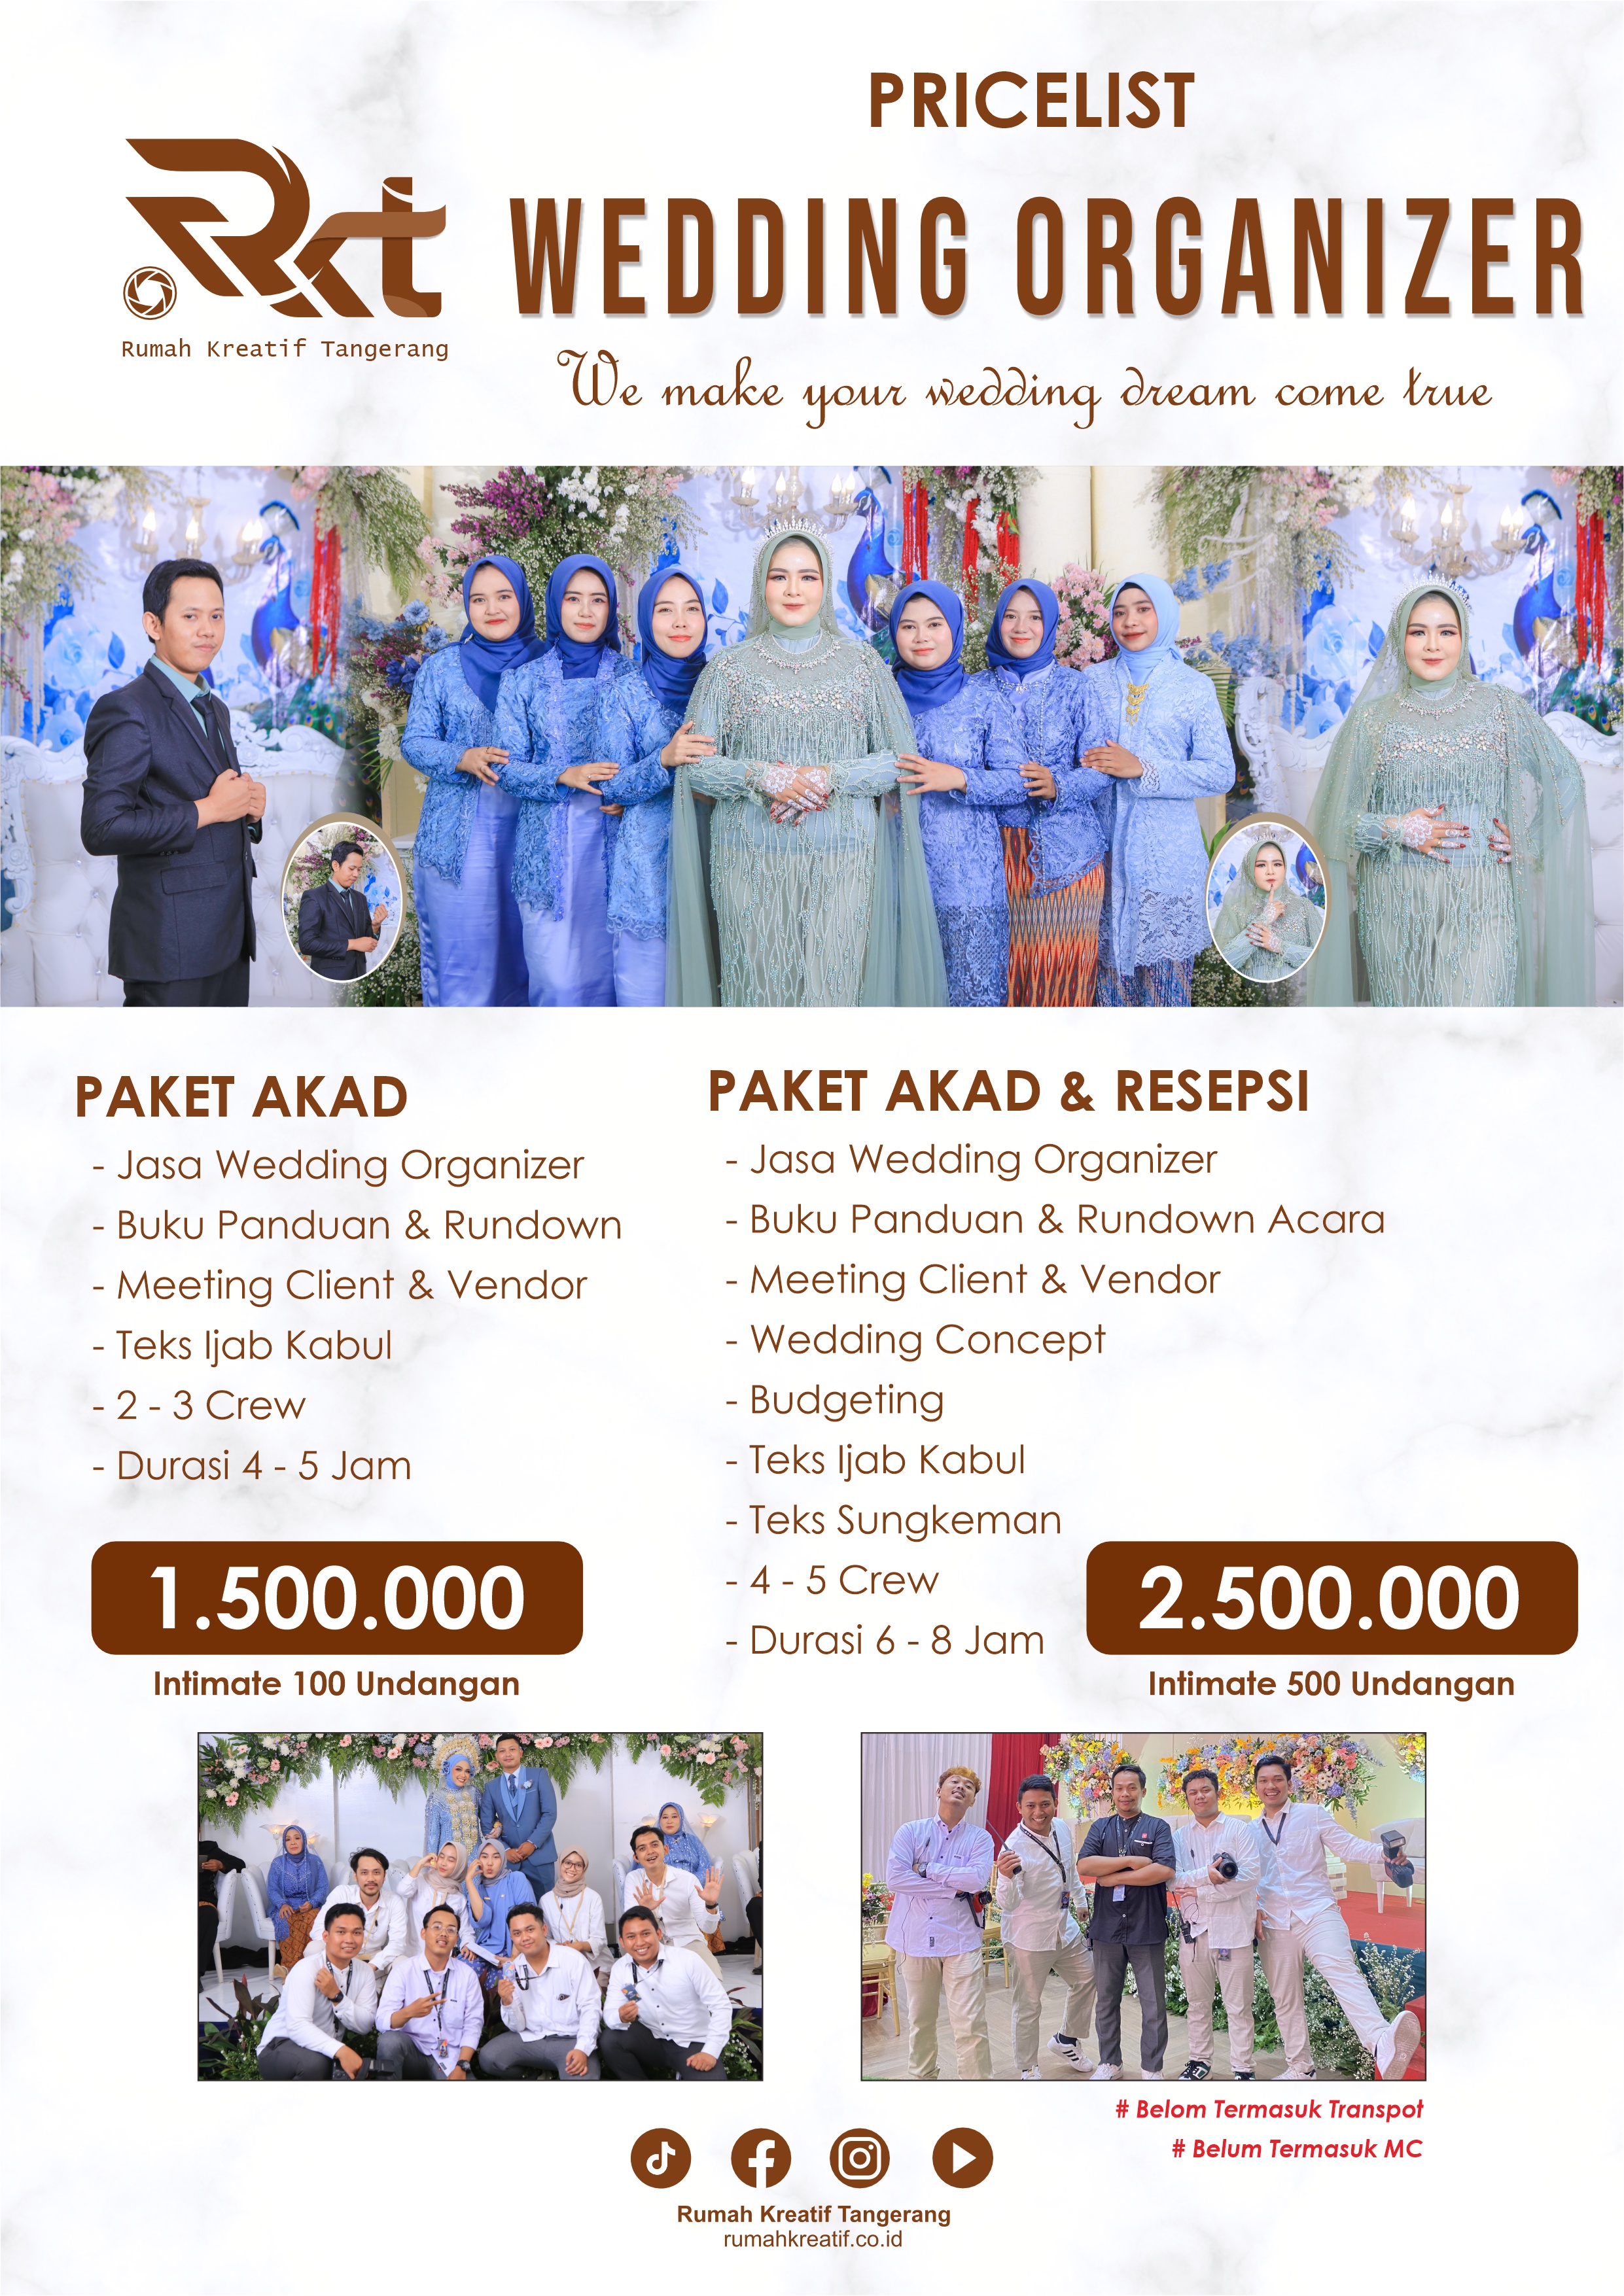 PRICELIST
Rkt
Rumah Kreatif Tangerang
WEDDING ORGANIZER
We make your wedding dream come true
PAKET AKAD
- Jasa Wedding Organizer
- Buku Panduan & Rundown
- Meeting Client & Vendor
- Teks Ijab Kabul
- 2 - 3 Crew
- Durasi 4 - 5 Jam
1.500.000
Intimate 100 Undangan
PAKET AKAD & RESEPSI
- Jasa Wedding Organizer
- Buku Panduan & Rundown Acara
- Meeting Client & Vendor
- Wedding Concept
- Budgeting
- Teks Ijab Kabul
- Teks Sungkeman
- 4 - 5 Crew
- Durasi 6 - 8 Jam
2.500.000
Intimate 500 Undangan
# Belom Termasuk Transpot
# Belum Termasuk MC
Rumah Kreatif Tangerang
rumahkreatif.co.id